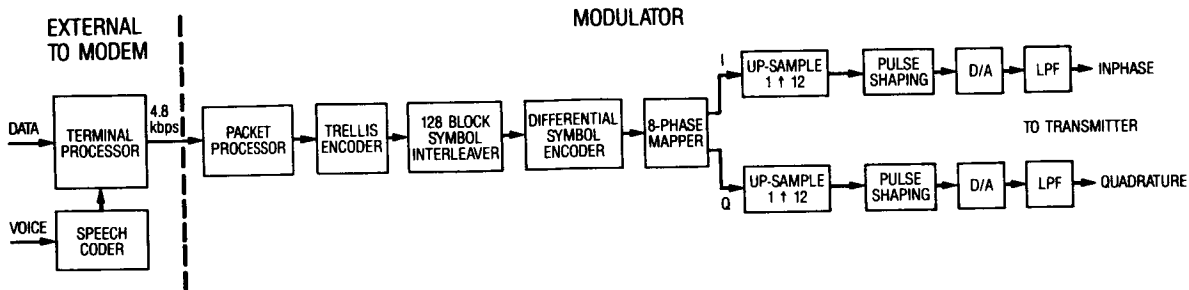 EXTERNAL
TO MODEM
MODULATOR
DATA
TERMINAL
PROCESSOR
4.8
kbps
VOICE
SPEECH
CODER
PACKET
PROCESSOR
TRELLIS
ENCODER
128 BLOCK
SYMBOL
INTERLEAVER
DIFFERENTIAL
SYMBOL
ENCODER
8-PHASE
MAPPER
I
UP-SAMPLE
1 ↑ 12
PULSE
SHAPING
D/A
LPF
INPHASE
TO TRANSMITTER
Q
UP-SAMPLE
1 ↑ 12
PULSE
SHAPING
D/A
LPF
QUADRATURE